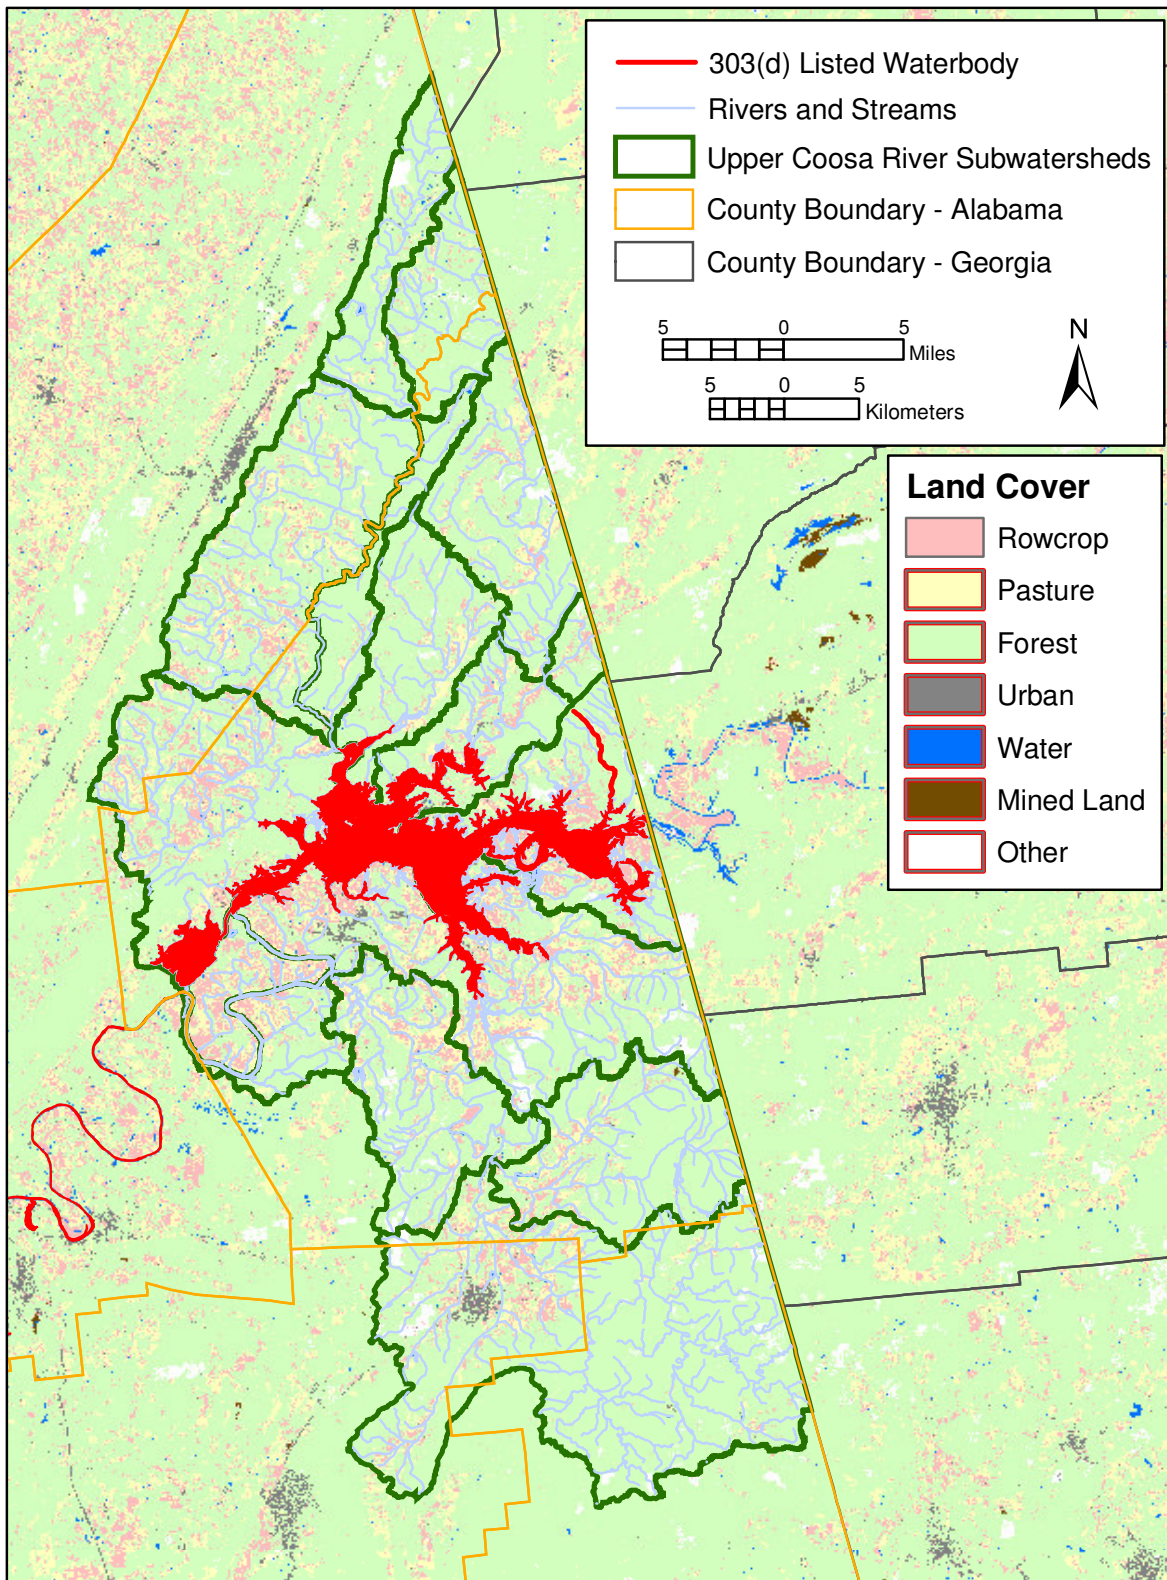 303(d) Listed Waterbody
Rivers and Streams
Upper Coosa River Subwatersheds
County Boundary - Alabama
County Boundary - Georgia
5 0 5
Miles
5 0 5
Kilometers
N
Land Cover
Rowcrop
Pasture
Forest
Urban
Water
Mined Land
Other